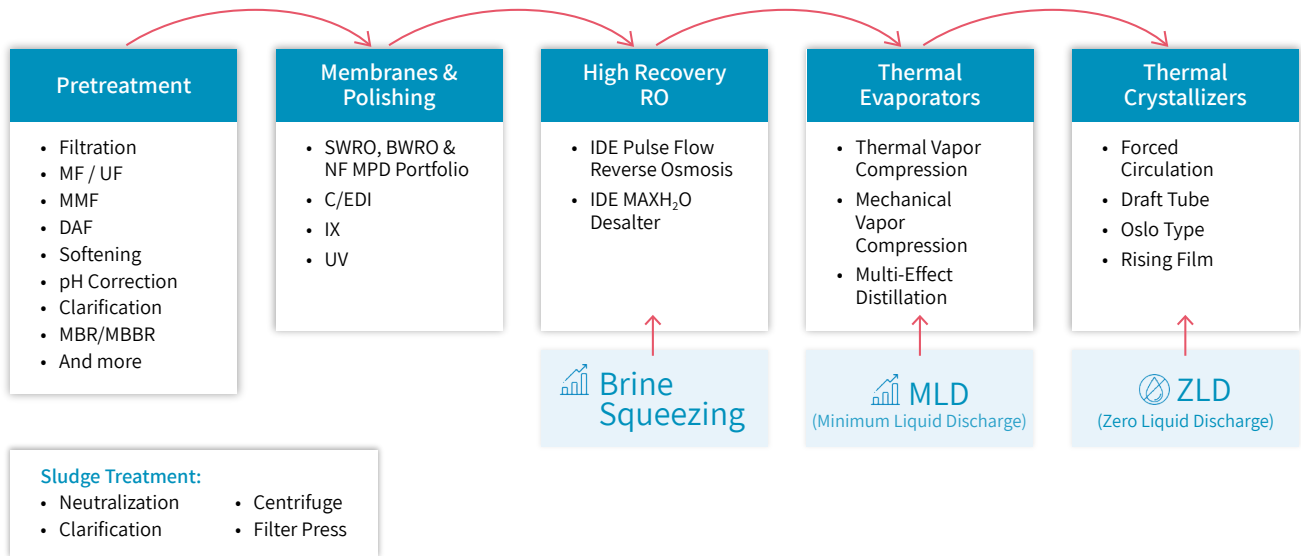 Pretreatment
• Filtration
• MF / UF
• MMF
• DAF
• Softening
• pH Correction
• Clarification
• MBR/MBBR
• And more
Membranes &
Polishing
• SWRO, BWRO &
NF MPD Portfolio
• C/EDI
• IX
• UV
High Recovery
RO
• IDE Pulse Flow
Reverse Osmosis
• IDE MAXH₂O
Desalter
Brine
Squeezing
Thermal
Evaporators
• Thermal Vapor
Compression
• Mechanical
Vapor
Compression
• Multi-Effect
Distillation
MLD
(Minimum Liquid Discharge)
Thermal
Crystallizers
• Forced
Circulation
• Draft Tube
• Oslo Type
• Rising Film
ZLD
(Zero Liquid Discharge)
Sludge Treatment:
• Neutralization
• Clarification
• Centrifuge
• Filter Press